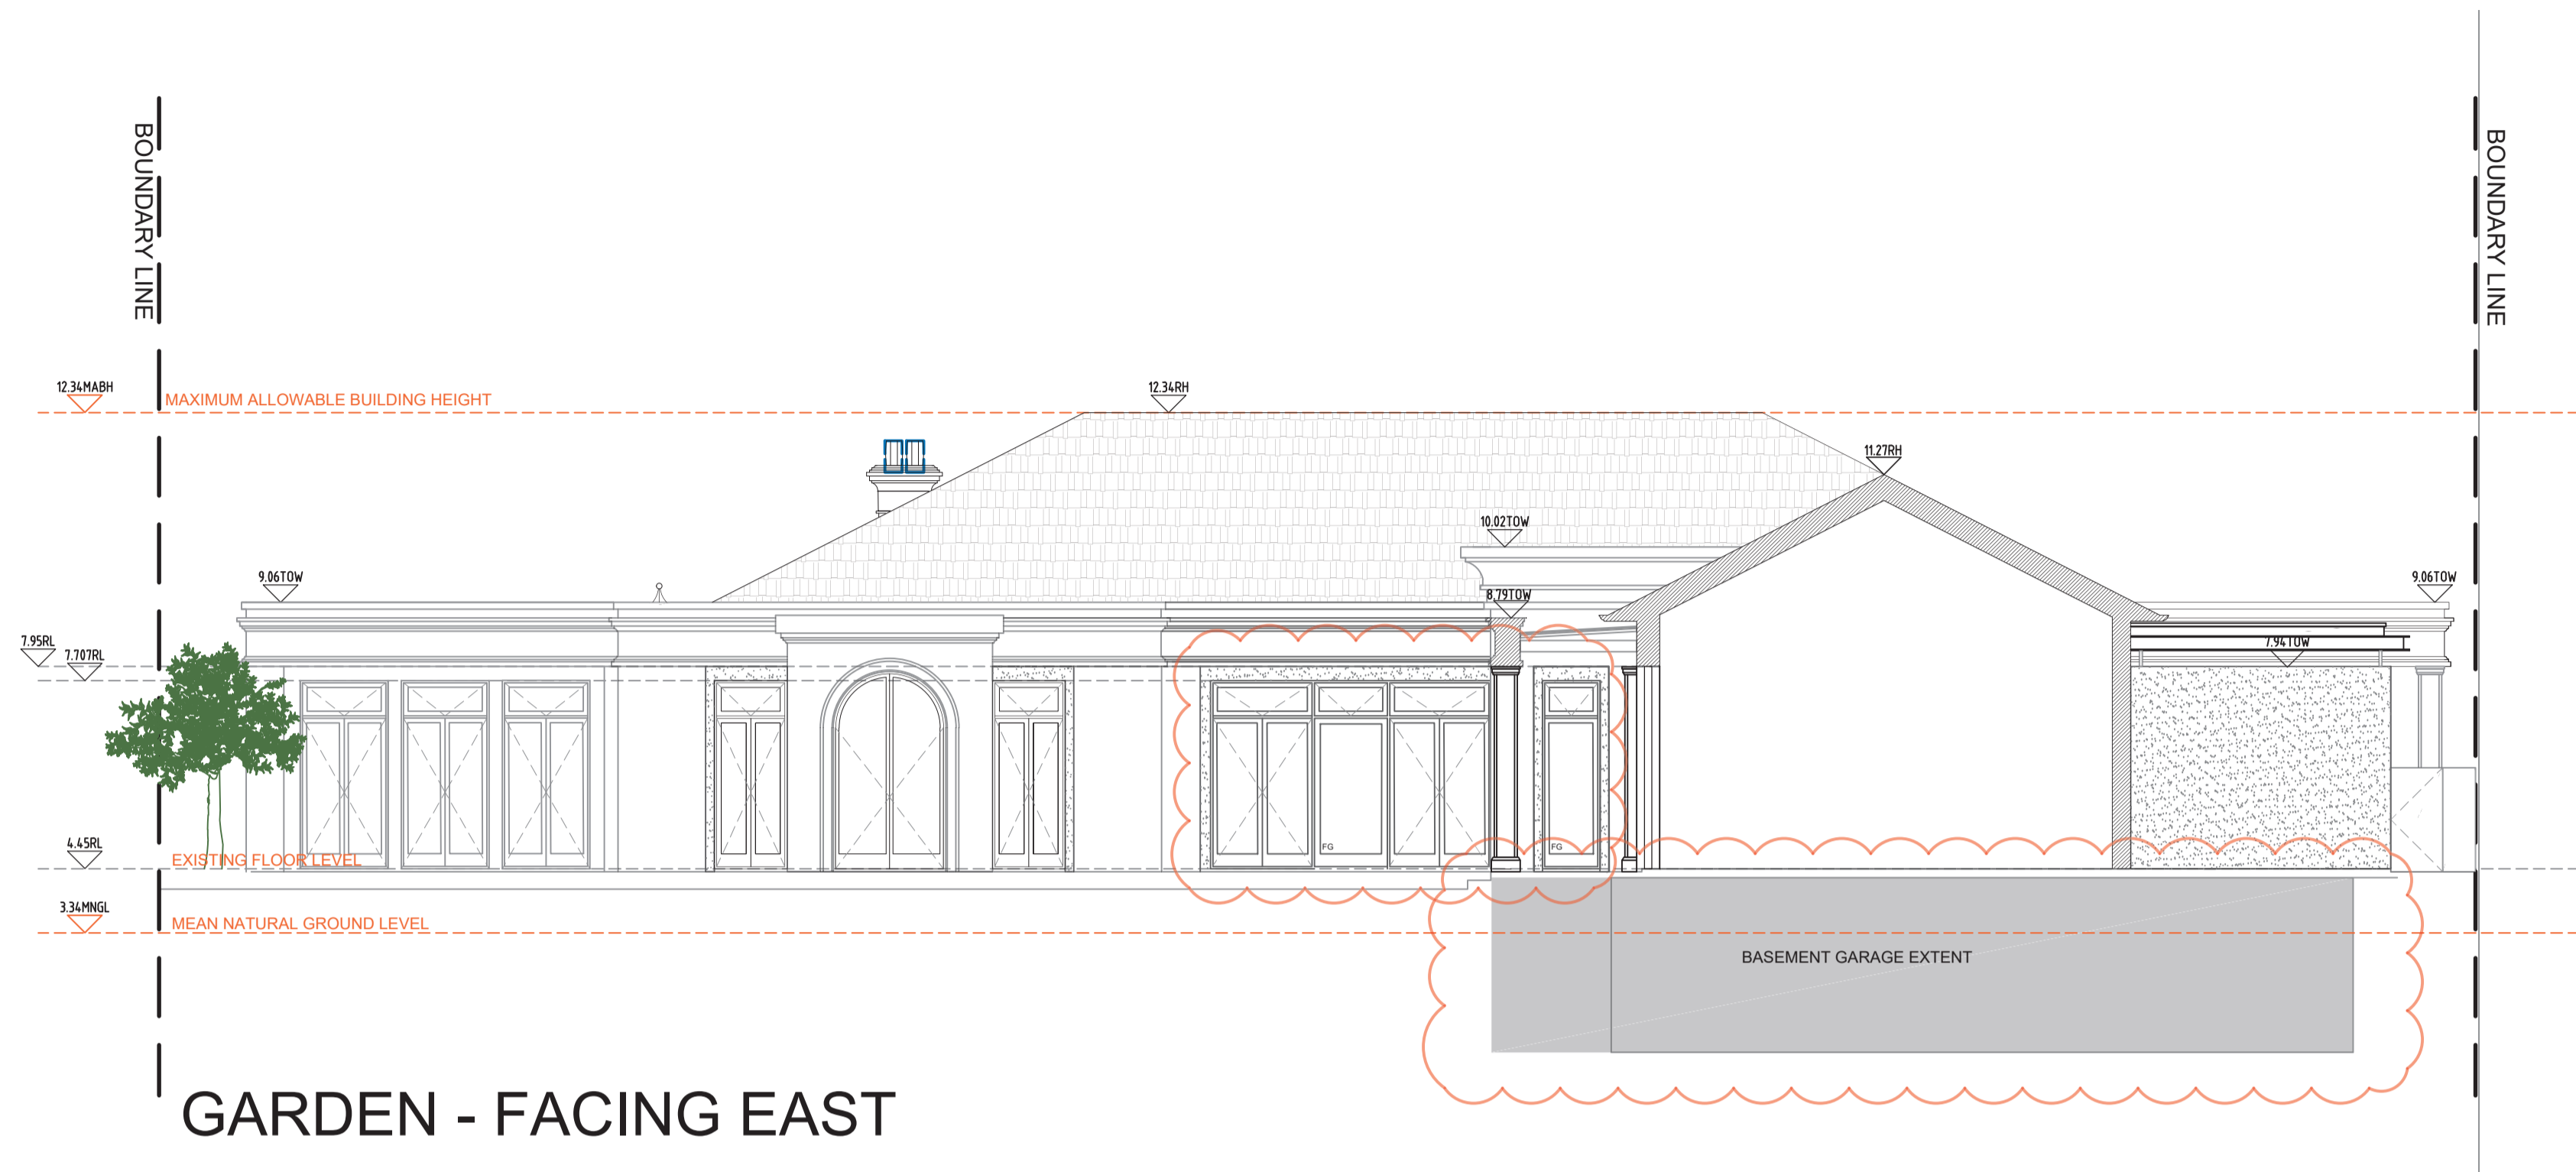 BOUNDARY LINE
BOUNDARY LINE
12.34MABH
MAXIMUM ALLOWABLE BUILDING HEIGHT
12.34RH
11.27RH
10.02TOW
9.06TOW
9.06TOW
8.79TOW
7.95RL
7.707RL
7.94TOW
4.45RL
EXISTING FLOOR LEVEL
FG
FG
3.34MNGL
MEAN NATURAL GROUND LEVEL
BASEMENT GARAGE EXTENT
GARDEN - FACING EAST